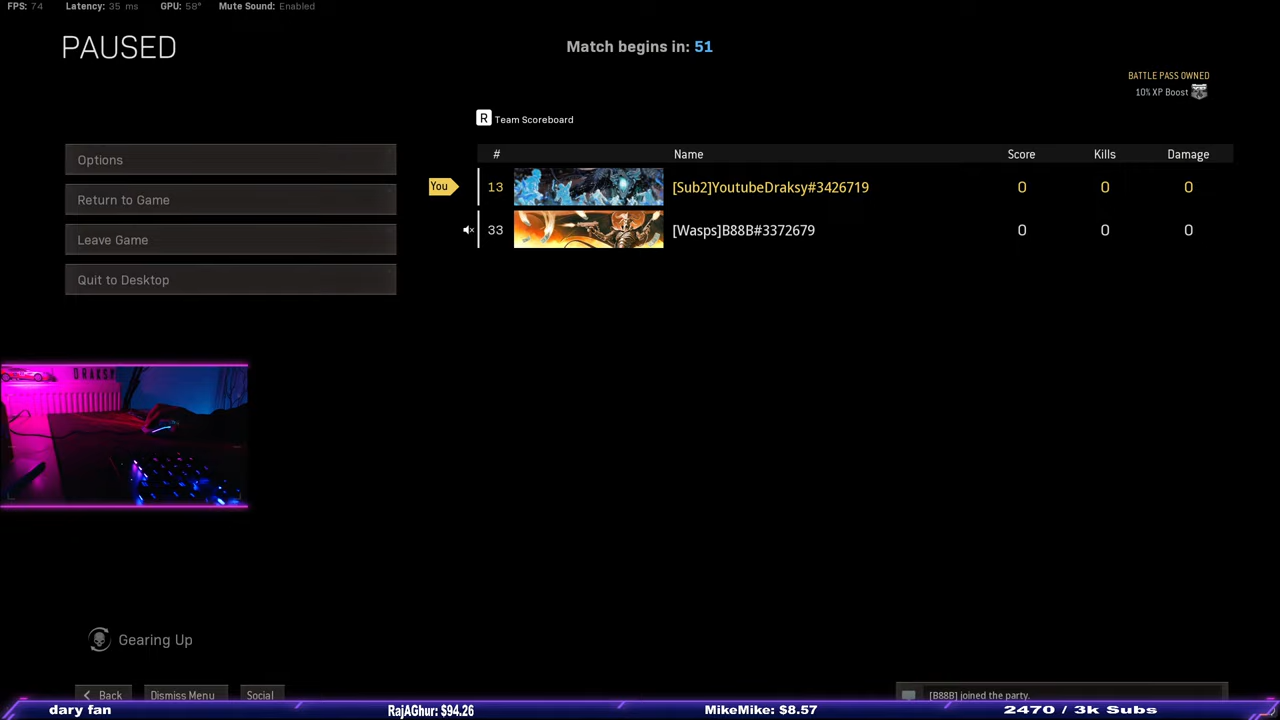 FPS: 74 Latency: 35 ms GPU: 58° Mute Sound: Enabled
PAUSED
Match begins in: 51
BATTLE PASS OWNED
10% XP Boost
R Team Scoreboard
# Name Score Kills Damage
You 13 [Sub2]YoutubeDraksy#3426719 0 0 0
33 [Wasps]B88B#3372679 0 0 0
Options
Return to Game
Leave Game
Quit to Desktop
DRAKSY
Gearing Up
Back Dismiss Menu Social
[B88B] joined the party.
dary fan RajAGhur: $94.26 MikeMike: $8.57 2470 / 3k Subs